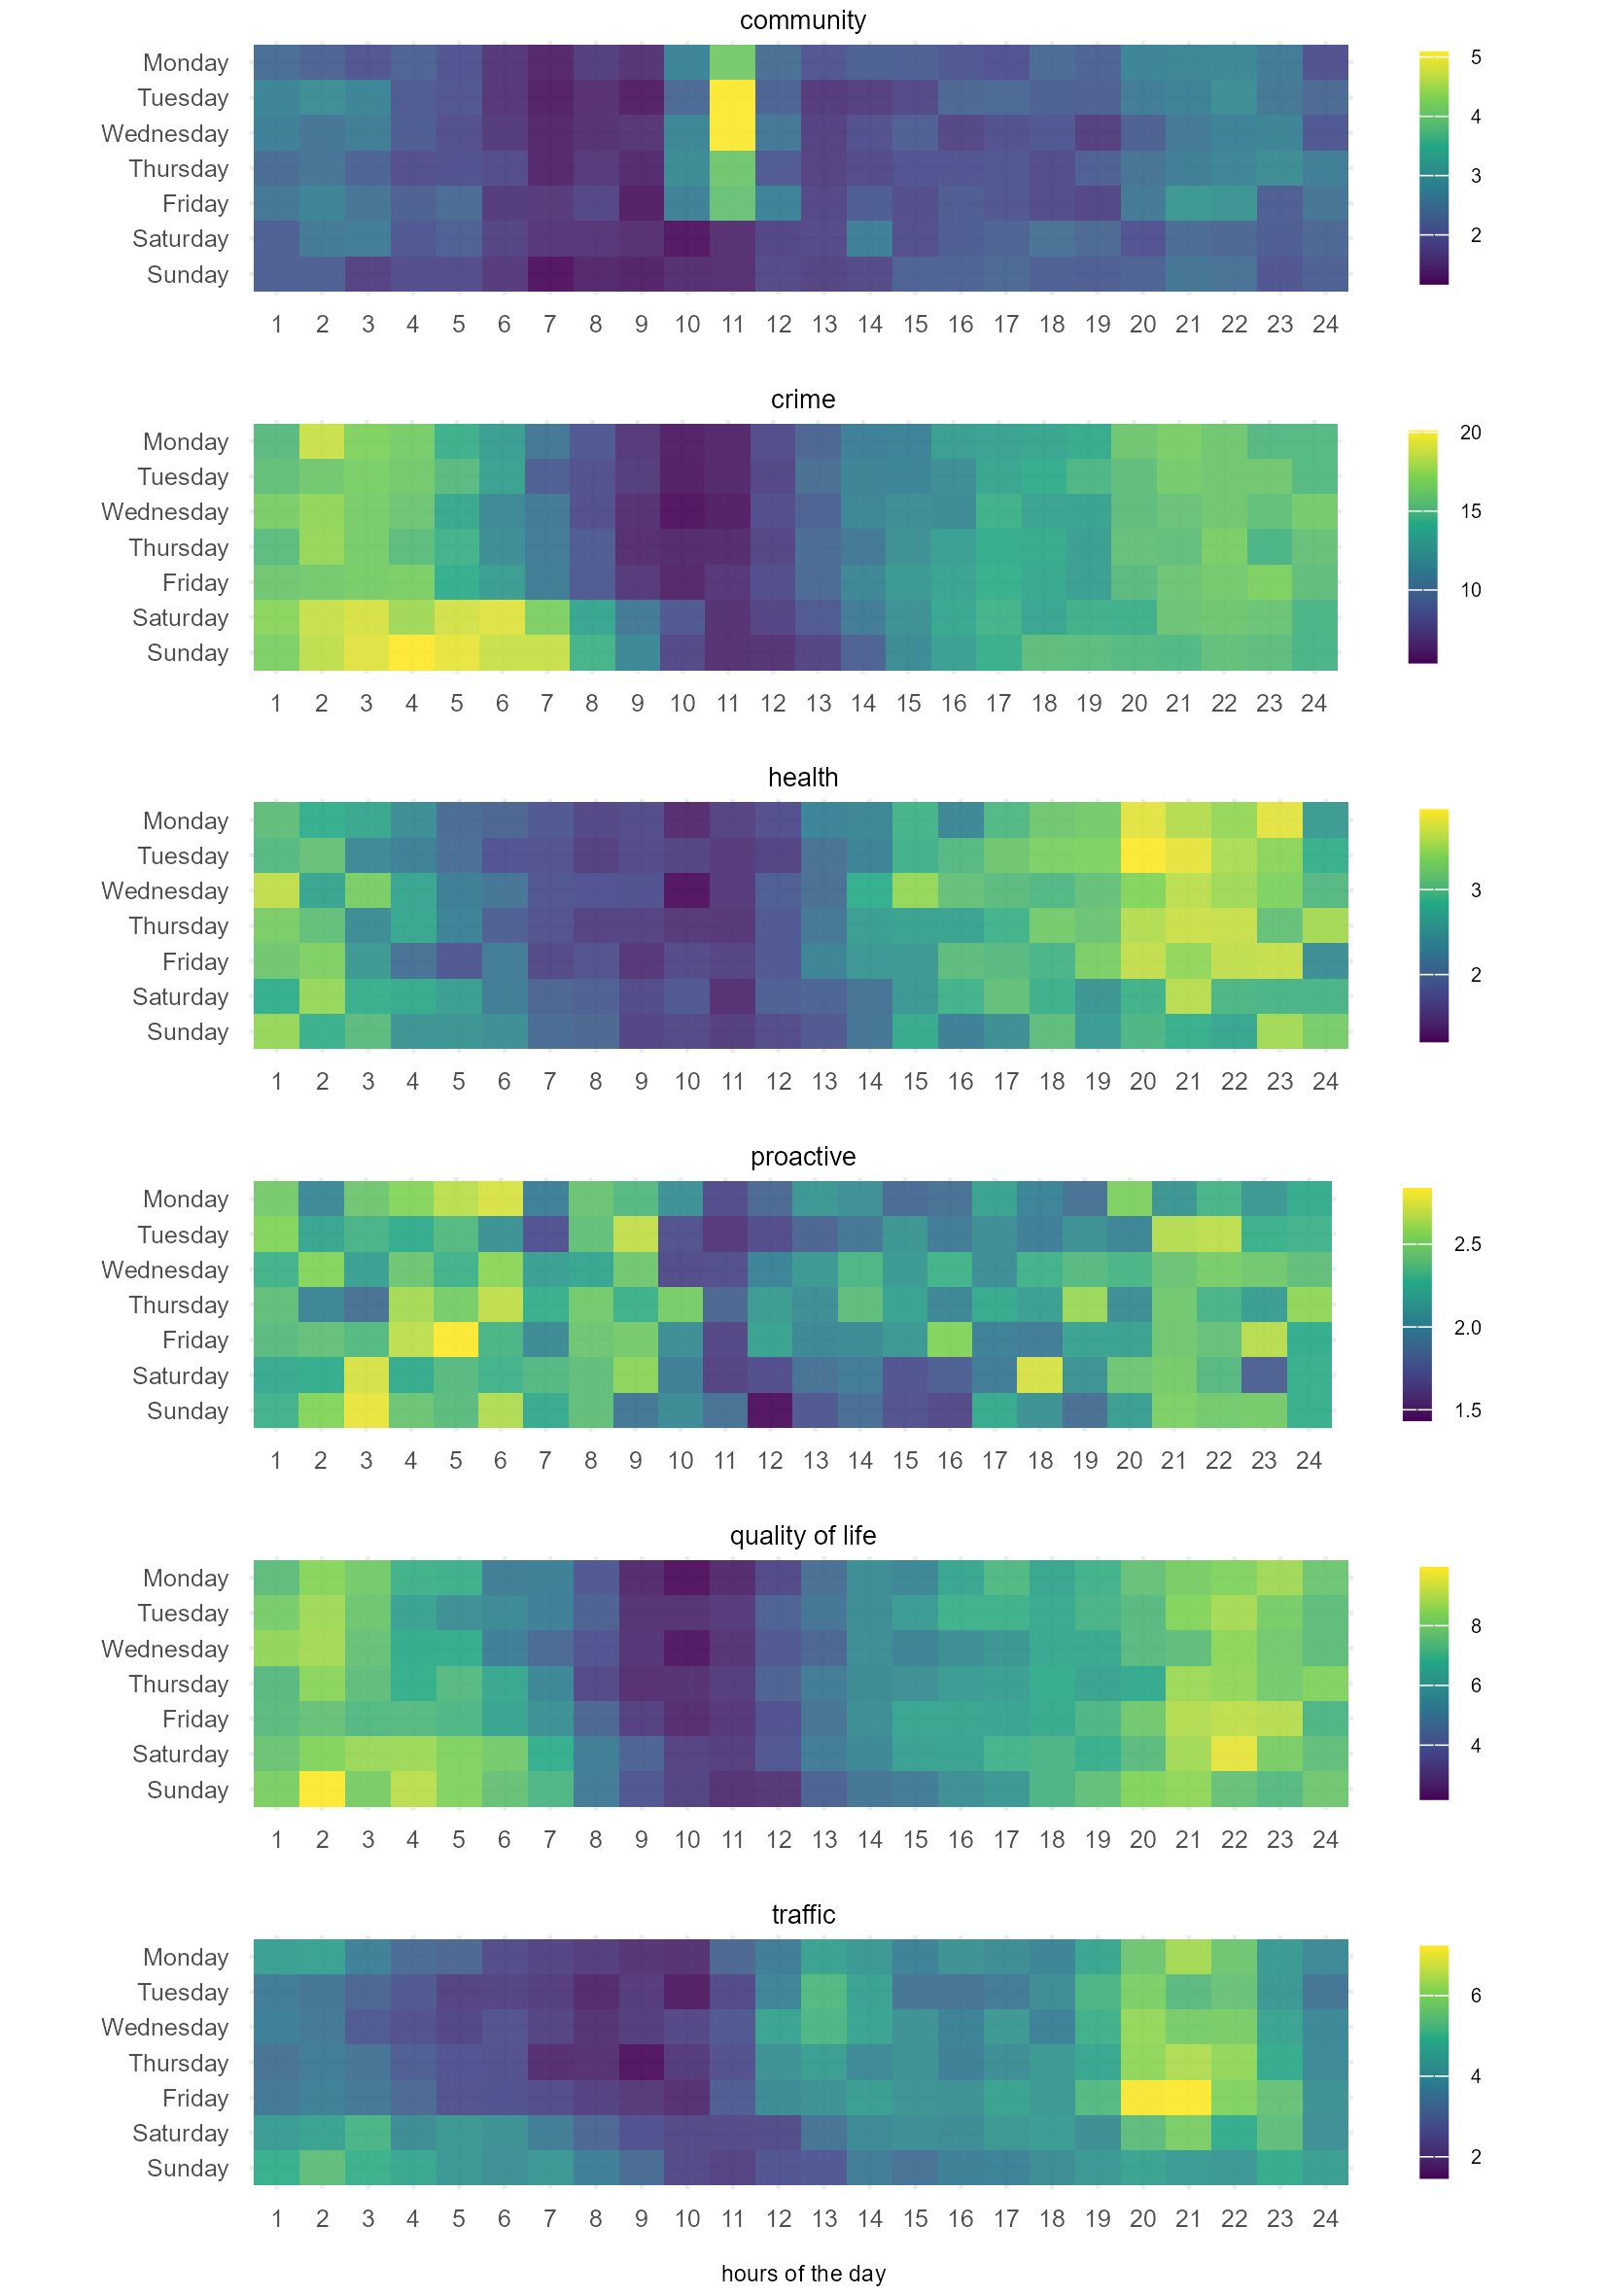 community
Monday
Tuesday
Wednesday
Thursday
Friday
Saturday
Sunday
1 2 3 4 5 6 7 8 9 10 11 12 13 14 15 16 17 18 19 20 21 22 23 24
5
4
3
2
crime
Monday
Tuesday
Wednesday
Thursday
Friday
Saturday
Sunday
1 2 3 4 5 6 7 8 9 10 11 12 13 14 15 16 17 18 19 20 21 22 23 24
20
15
10
health
Monday
Tuesday
Wednesday
Thursday
Friday
Saturday
Sunday
1 2 3 4 5 6 7 8 9 10 11 12 13 14 15 16 17 18 19 20 21 22 23 24
3
2
proactive
Monday
Tuesday
Wednesday
Thursday
Friday
Saturday
Sunday
1 2 3 4 5 6 7 8 9 10 11 12 13 14 15 16 17 18 19 20 21 22 23 24
2.5
2.0
1.5
quality of life
Monday
Tuesday
Wednesday
Thursday
Friday
Saturday
Sunday
1 2 3 4 5 6 7 8 9 10 11 12 13 14 15 16 17 18 19 20 21 22 23 24
8
6
4
traffic
Monday
Tuesday
Wednesday
Thursday
Friday
Saturday
Sunday
1 2 3 4 5 6 7 8 9 10 11 12 13 14 15 16 17 18 19 20 21 22 23 24
6
4
2
hours of the day